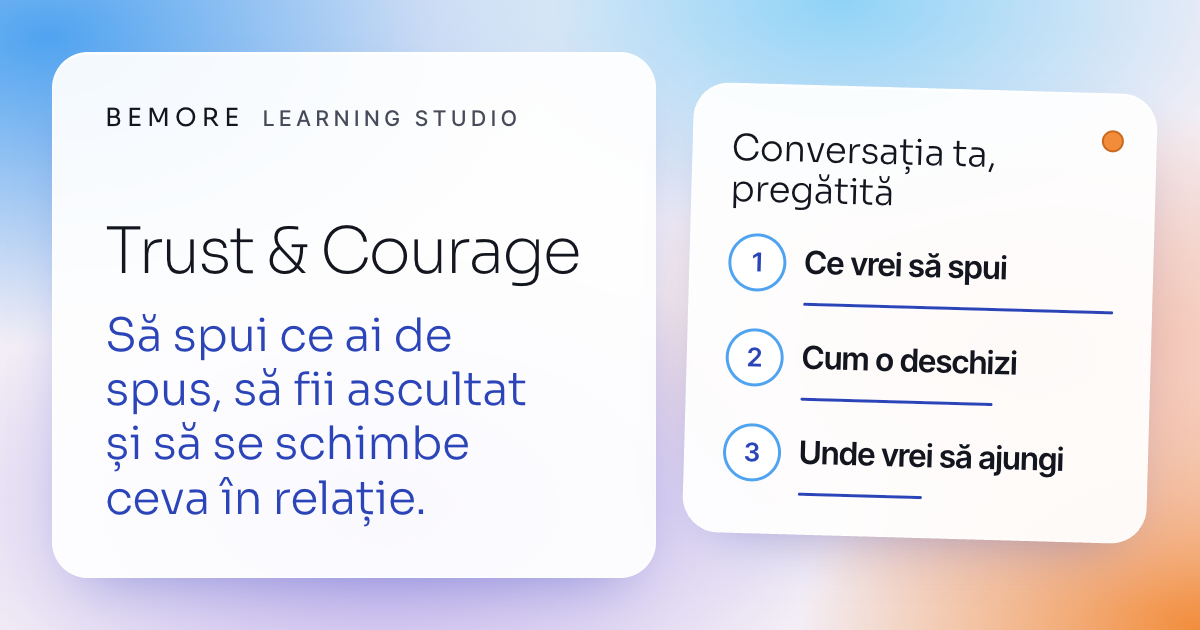 BEMORE LEARNING STUDIO
Trust & Courage
Să spui ce ai de
spus, să fii ascultat
și să se schimbe
ceva în relație.
Conversația ta,
pregătită
1 Ce vrei să spui
2 Cum o deschizi
3 Unde vrei să ajungi